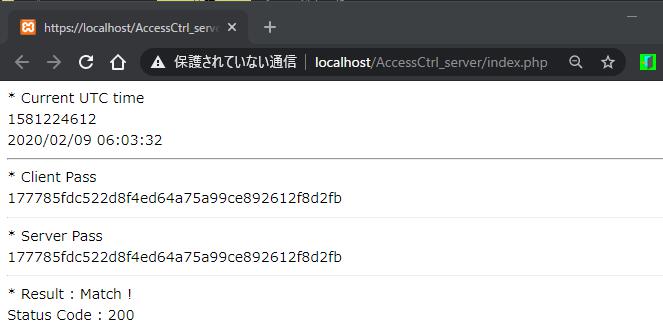 https://localhost/AccessCtrl_serve
保護されていない通信 localhost/AccessCtrl_server/index.php
* Current UTC time
1581224612
2020/02/09 06:03:32
* Client Pass
177785fdc522d8f4ed64a75a99ce892612f8d2fb
* Server Pass
177785fdc522d8f4ed64a75a99ce892612f8d2fb
* Result : Match !
Status Code : 200